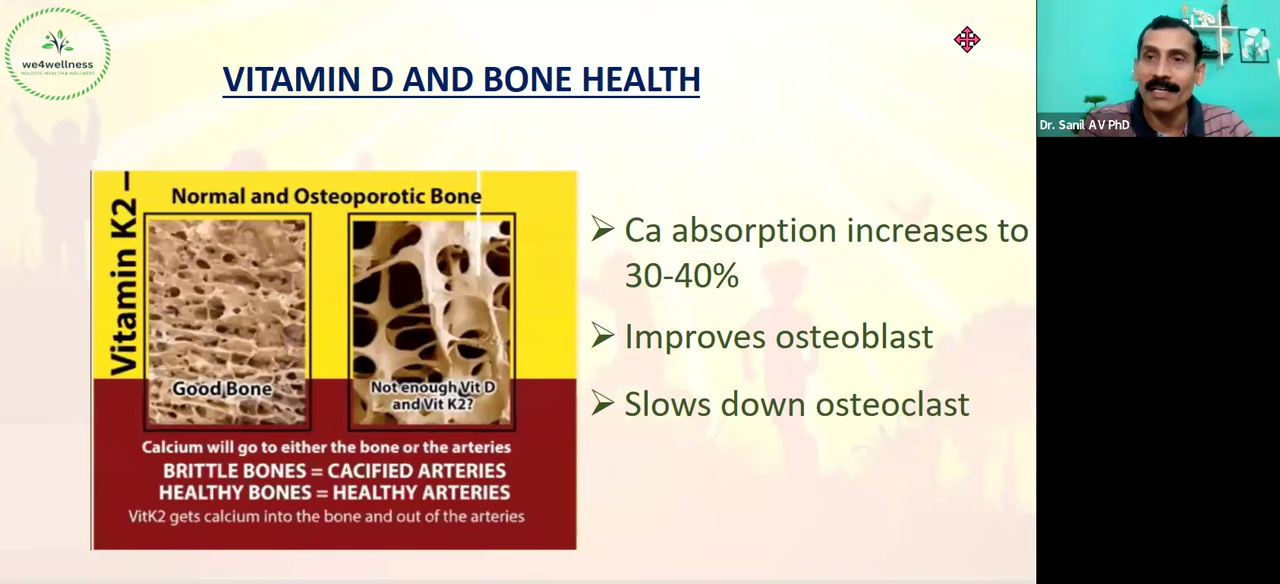 we4wellness
HOLISTIC HEALTH & WELLNESS
VITAMIN D AND BONE HEALTH
Dr. Sanil A V PhD
Vitamin K2 –
Normal and Osteoporotic Bone
Good Bone
Not enough Vit D
and Vit K2?
Calcium will go to either the bone or the arteries
BRITTLE BONES = CACIFIED ARTERIES
HEALTHY BONES = HEALTHY ARTERIES
VitK2 gets calcium into the bone and out of the arteries
➢ Ca absorption increases to
30-40%
➢ Improves osteoblast
➢ Slows down osteoclast